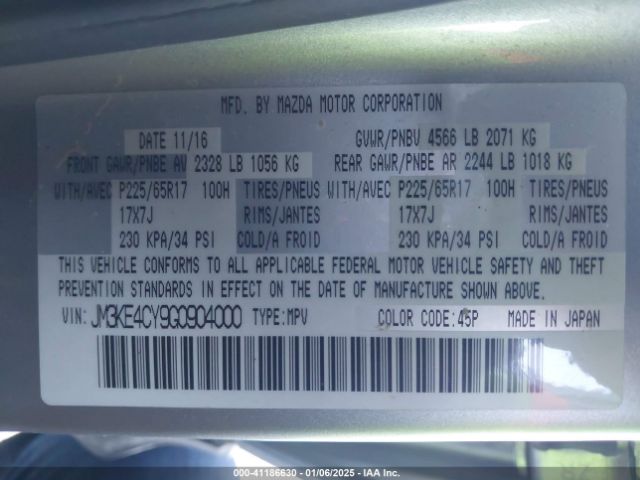 MFD. BY MAZDA MOTOR CORPORATION
DATE 11/16 GVWR/PNBV 4566 LB 2071 KG
FRONT GAWR/PNBE AV 2328 LB 1056 KG REAR GAWR/PNBE AR 2244 LB 1018 KG
WITH/AVEC P225/65R17 100H TIRES/PNEUS WITH/AVEC P225/65R17 100H TIRES/PNEUS
17X7J RIMS/JANTES 17X7J RIMS/JANTES
230 KPA/34 PSI COLD/A FROID 230 KPA/34 PSI COLD/A FROID
THIS VEHICLE CONFORMS TO ALL APPLICABLE FEDERAL MOTOR VEHICLE SAFETY AND THEFT
PREVENTION STANDARDS IN EFFECT ON THE DATE OF MANUFACTURE SHOWN ABOVE.
VIN: JM3KE4CY9G0904000 TYPE:MPV COLOR CODE:45P MADE IN JAPAN
000-41186630 - 01/06/2025 - IAA Inc.